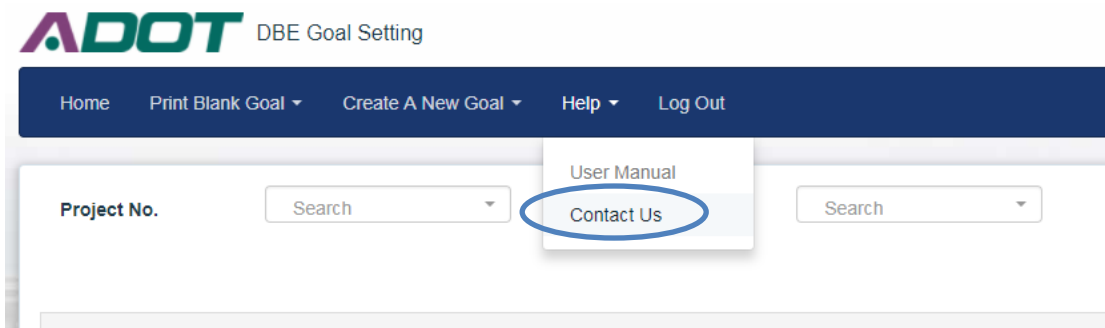 ADOT DBE Goal Setting
Home Print Blank Goal Create A New Goal Help Log Out
User Manual
Project No. Search Contact Us Search